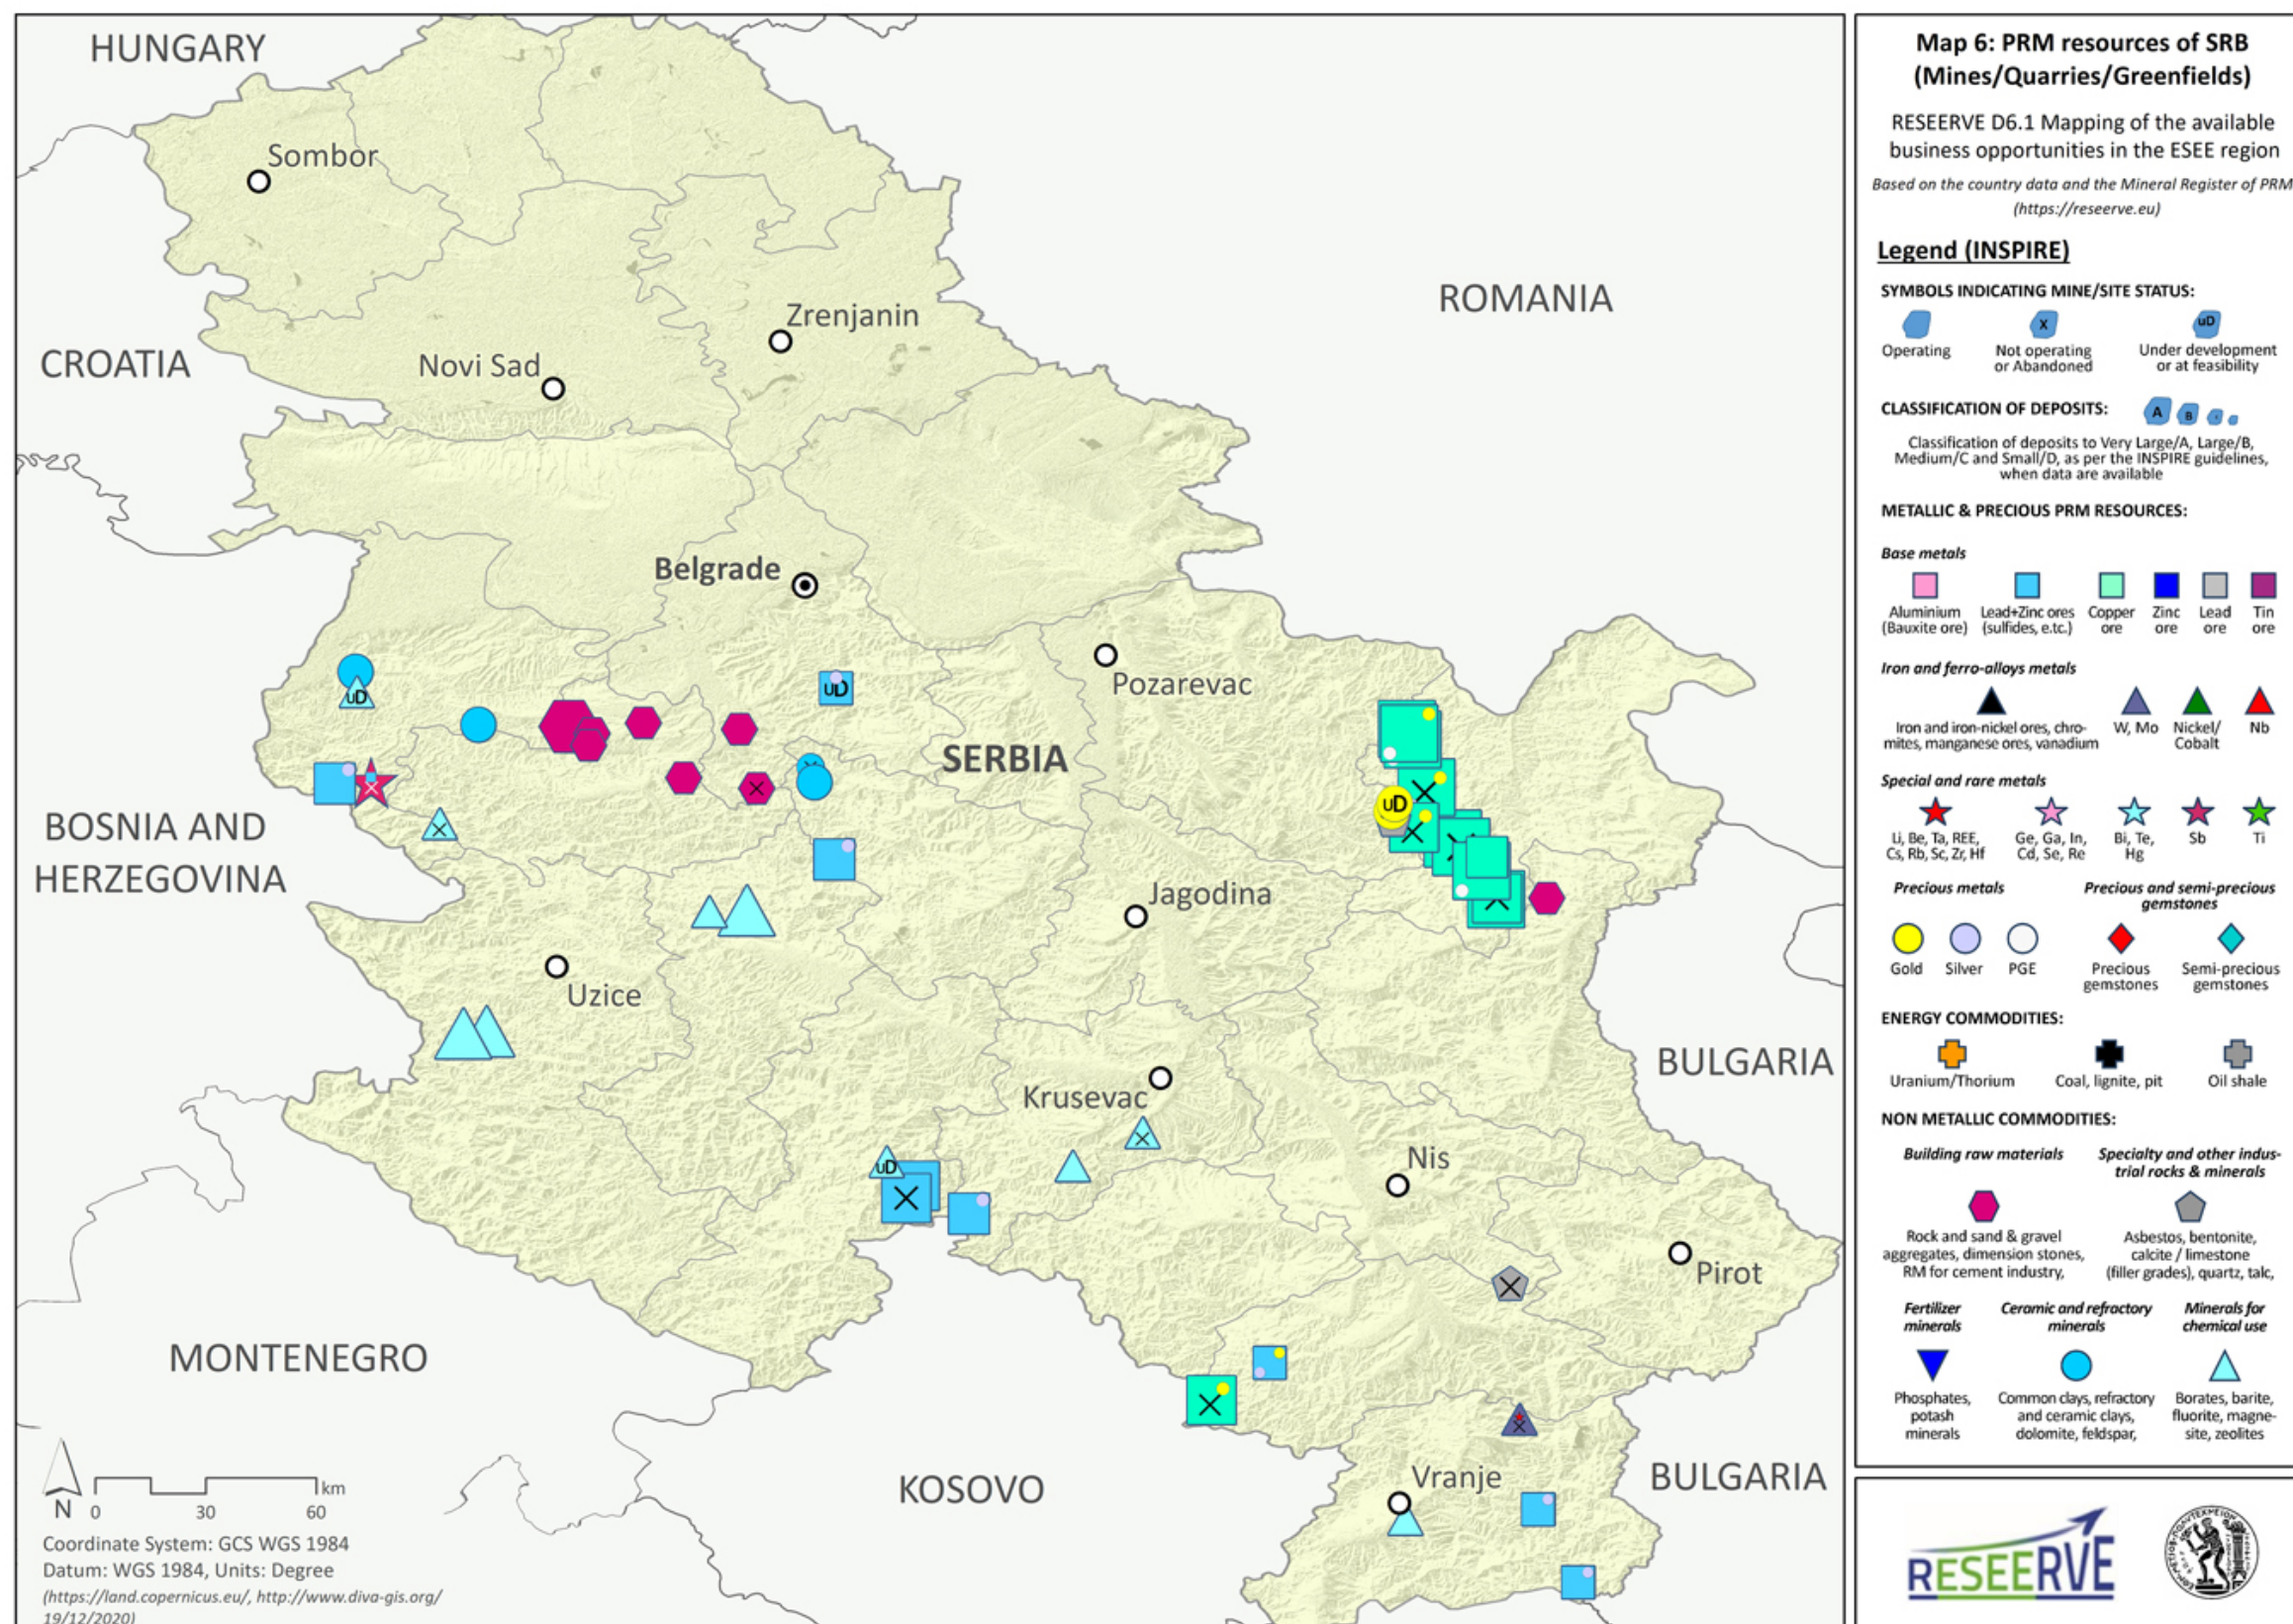 HUNGARY
Sombor
Zrenjanin
Novi Sad
CROATIA
ROMANIA
Belgrade
Pozarevac
SERBIA
BOSNIA AND
HERZEGOVINA
Jagodina
Uzice
Krusevac
BULGARIA
Nis
Pirot
MONTENEGRO
KOSOVO
Vranje
BULGARIA
uD
uD
uD
uD
N
0
30
60
km
Coordinate System: GCS WGS 1984
Datum: WGS 1984, Units: Degree
(https://land.copernicus.eu/, http://www.diva-gis.org/
19/12/2020)
Map 6: PRM resources of SRB
(Mines/Quarries/Greenfields)
RESEERVE D6.1 Mapping of the available
business opportunities in the ESEE region
Based on the country data and the Mineral Register of PRM
(https://reseerve.eu)
Legend (INSPIRE)
SYMBOLS INDICATING MINE/SITE STATUS:
X
uD
Operating
Not operating
or Abandoned
Under development
or at feasibility
CLASSIFICATION OF DEPOSITS:
A
B
Classification of deposits to Very Large/A, Large/B,
Medium/C and Small/D, as per the INSPIRE guidelines,
when data are available
METALLIC & PRECIOUS PRM RESOURCES:
Base metals
Aluminium
(Bauxite ore)
Lead+Zinc ores
(sulfides, e.tc.)
Copper
ore
Zinc
ore
Lead
ore
Tin
ore
Iron and ferro-alloys metals
Iron and iron-nickel ores, chro-
mites, manganese ores, vanadium
W, Mo
Nickel/
Cobalt
Nb
Special and rare metals
Li, Be, Ta, REE,
Cs, Rb, Sc, Zr, Hf
Ge, Ga, In,
Cd, Se, Re
Bi, Te,
Hg
Sb
Ti
Precious metals
Precious and semi-precious
gemstones
Gold
Silver
PGE
Precious
gemstones
Semi-precious
gemstones
ENERGY COMMODITIES:
Uranium/Thorium
Coal, lignite, pit
Oil shale
NON METALLIC COMMODITIES:
Building raw materials
Specialty and other indus-
trial rocks & minerals
Rock and sand & gravel
aggregates, dimension stones,
RM for cement industry,
Asbestos, bentonite,
calcite / limestone
(filler grades), quartz, talc,
Fertilizer
minerals
Ceramic and refractory
minerals
Minerals for
chemical use
Phosphates,
potash
minerals
Common clays, refractory
and ceramic clays,
dolomite, feldspar,
Borates, barite,
fluorite, magne-
site, zeolites
RESEERVE